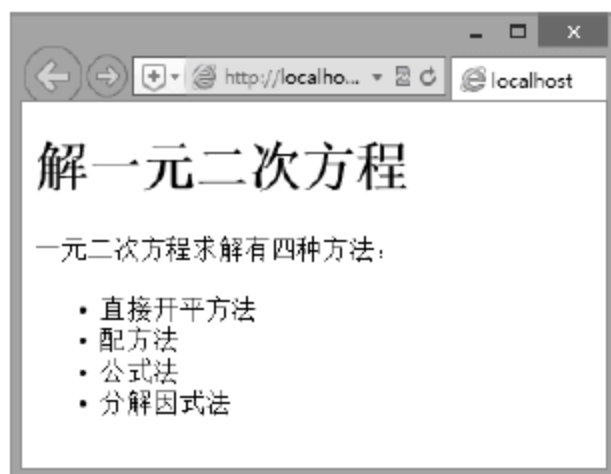 http://localho...
localhost
解一元二次方程
一元二次方程求解有四种方法：
• 直接开平方法
• 配方法
• 公式法
• 分解因式法